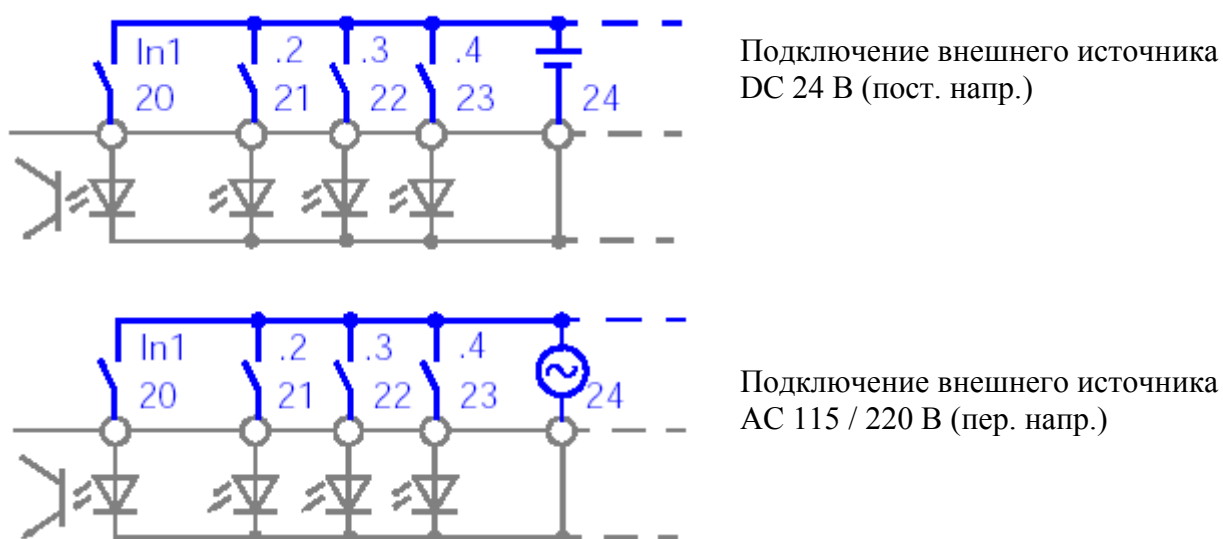 In1 .2 .3 .4
20 21 22 23 24
Подключение внешнего источника
DC 24 В (пост. напр.)
In1 .2 .3 .4
20 21 22 23 24
Подключение внешнего источника
AC 115 / 220 В (пер. напр.)